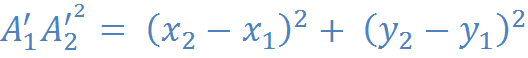 A′₁A′₂² = (x₂ − x₁)² + (y₂ − y₁)²